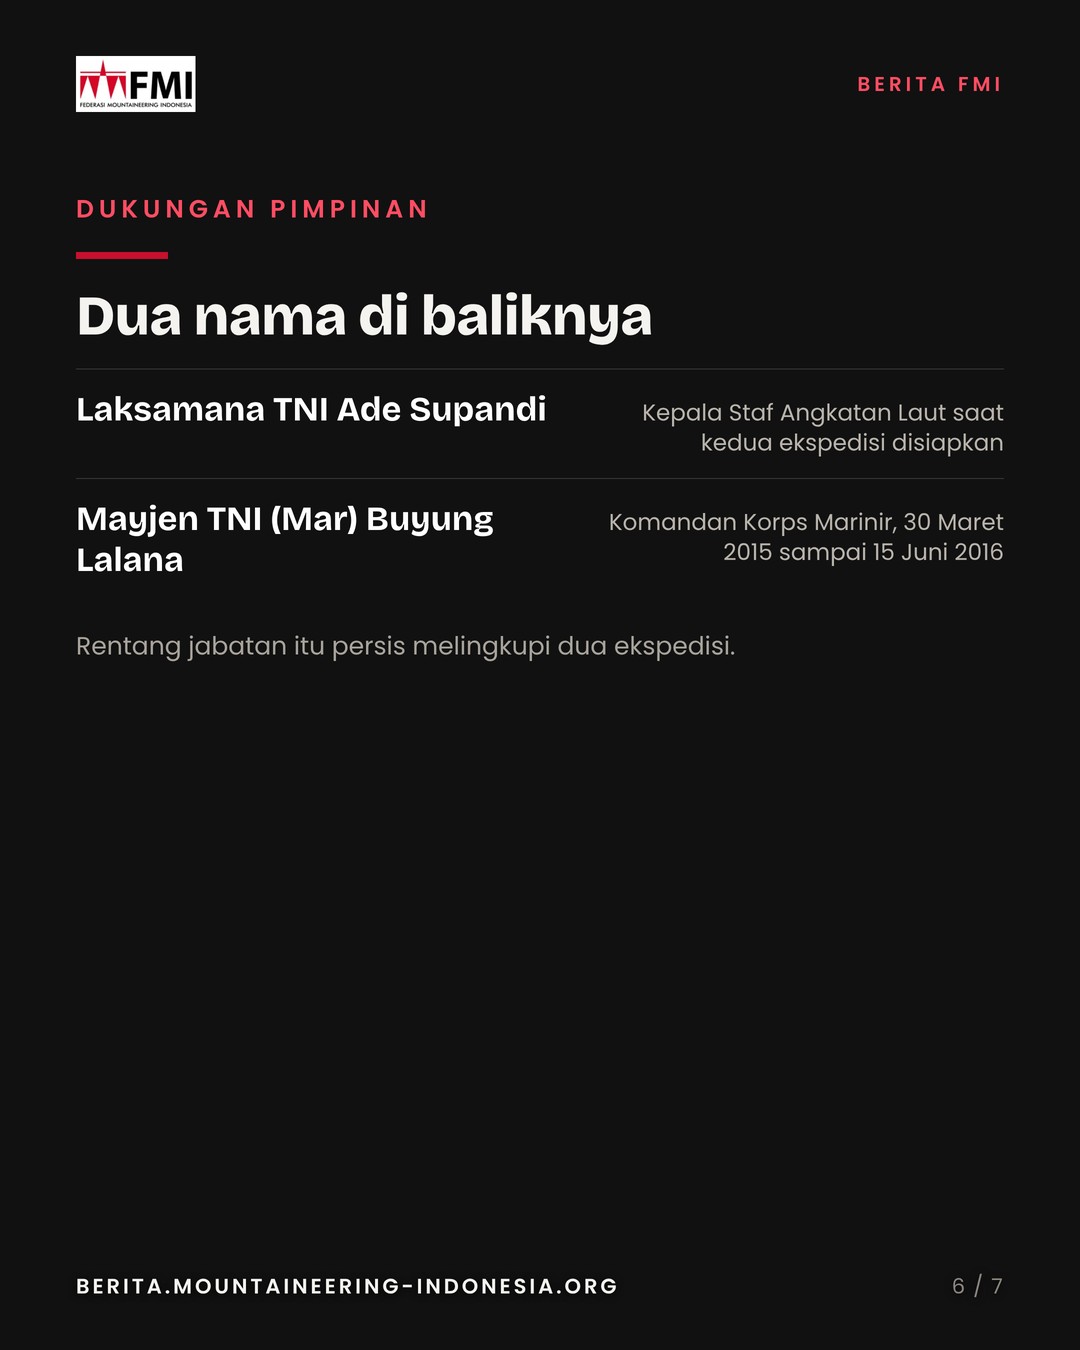 FMI
FEDERASI MOUNTAINEERING INDONESIA
BERITA FMI
DUKUNGAN PIMPINAN
Dua nama di baliknya
Laksamana TNI Ade Supandi
Kepala Staf Angkatan Laut saat
kedua ekspedisi disiapkan
Mayjen TNI (Mar) Buyung
Lalana
Komandan Korps Marinir, 30 Maret
2015 sampai 15 Juni 2016
Rentang jabatan itu persis melingkupi dua ekspedisi.
BERITA.MOUNTAINEERING-INDONESIA.ORG
6 / 7